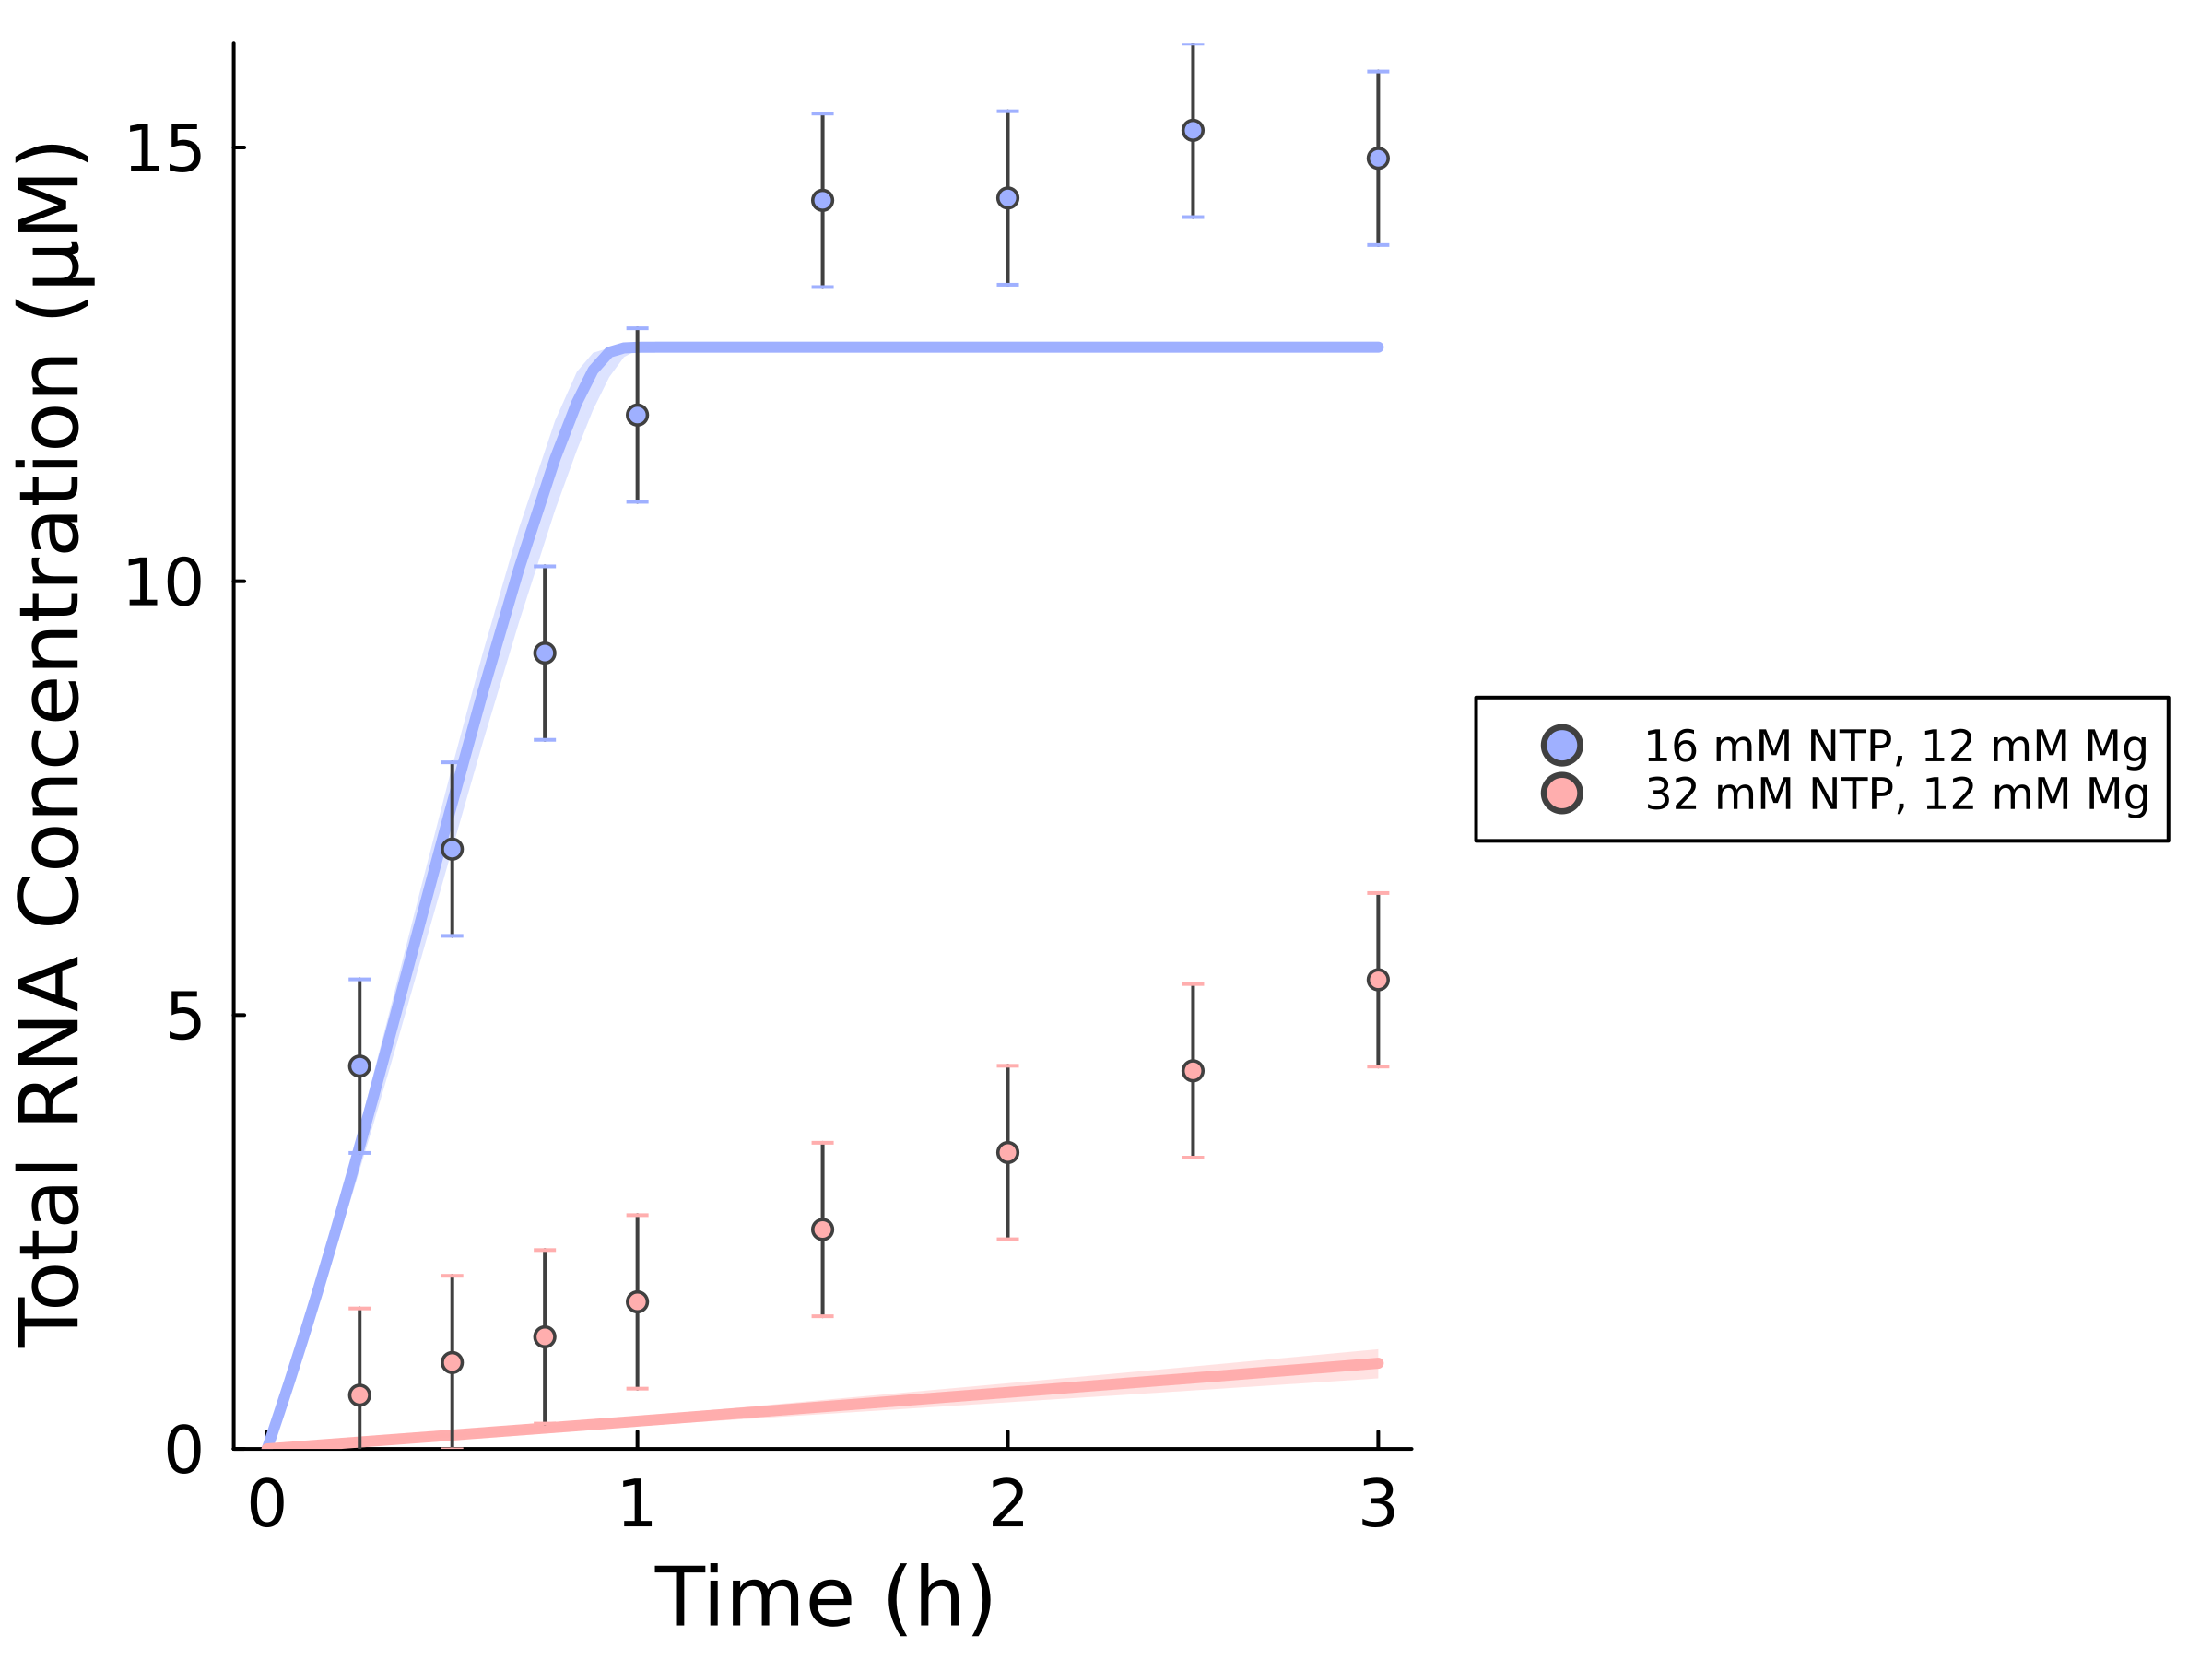 Total RNA Concentration (μM)
15
10
5
0
0 1 2 3
Time (h)
16 mM NTP, 12 mM Mg
32 mM NTP, 12 mM Mg